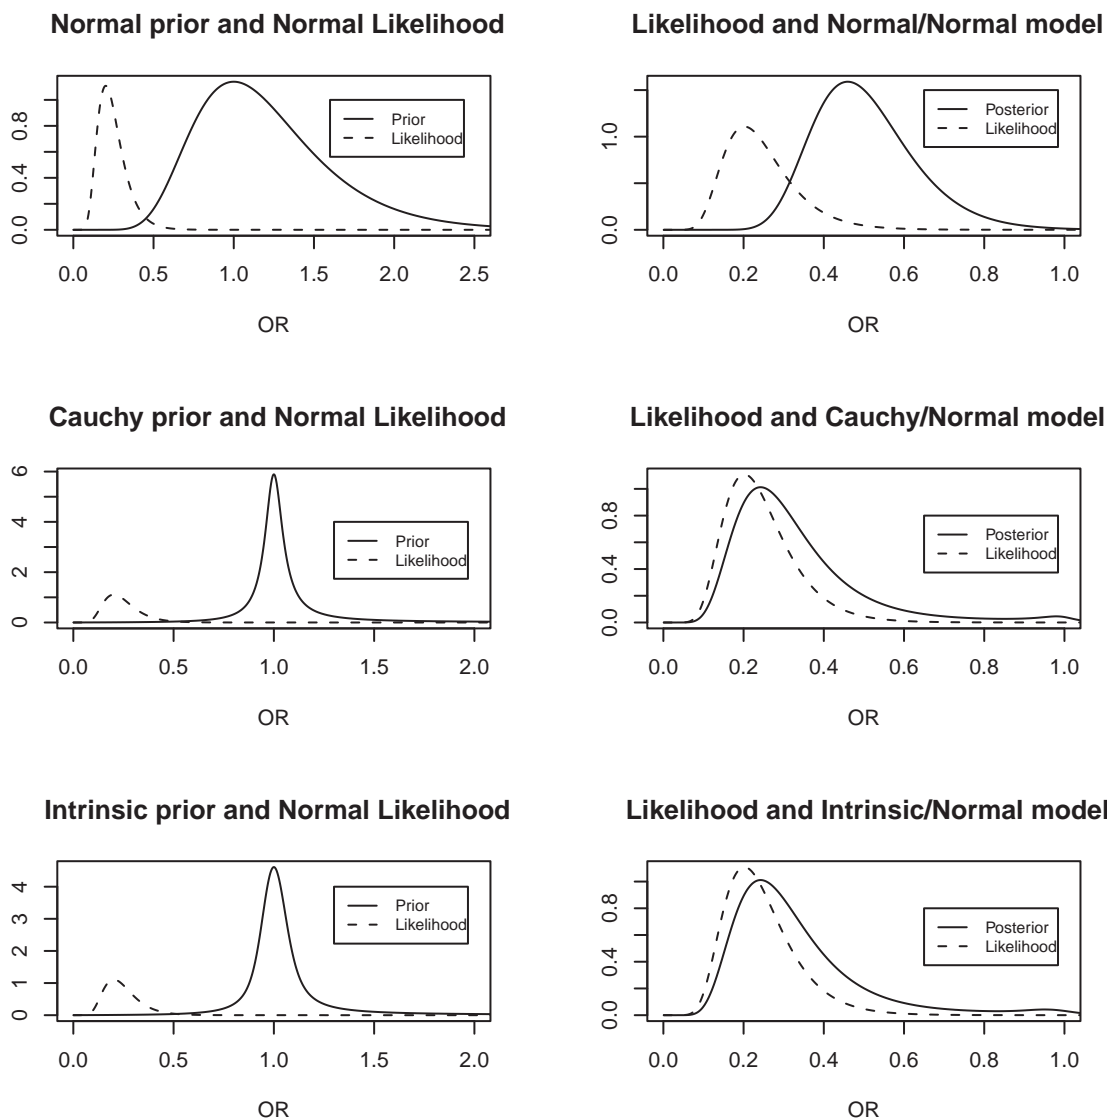 Normal prior and Normal Likelihood
0.0 0.4 0.8
Prior
Likelihood
0.0 0.5 1.0 1.5 2.0 2.5
OR
Likelihood and Normal/Normal model
0.0 1.0
Posterior
Likelihood
0.0 0.2 0.4 0.6 0.8 1.0
OR
Cauchy prior and Normal Likelihood
0 2 4 6
Prior
Likelihood
0.0 0.5 1.0 1.5 2.0
OR
Likelihood and Cauchy/Normal model
0.0 0.4 0.8
Posterior
Likelihood
0.0 0.2 0.4 0.6 0.8 1.0
OR
Intrinsic prior and Normal Likelihood
0 1 2 3 4
Prior
Likelihood
0.0 0.5 1.0 1.5 2.0
OR
Likelihood and Intrinsic/Normal model
0.0 0.4 0.8
Posterior
Likelihood
0.0 0.2 0.4 0.6 0.8 1.0
OR